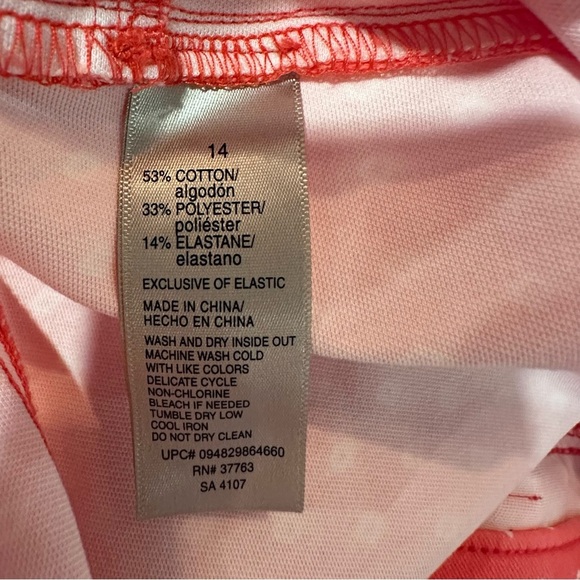 14
53% COTTON/
algodón
33% POLYESTER/
poliéster
14% ELASTANE/
elastano
EXCLUSIVE OF ELASTIC
MADE IN CHINA/
HECHO EN CHINA
WASH AND DRY INSIDE OUT
MACHINE WASH COLD
WITH LIKE COLORS
DELICATE CYCLE
NON-CHLORINE
BLEACH IF NEEDED
TUMBLE DRY LOW
COOL IRON
DO NOT DRY CLEAN
UPC# 094829864660
RN# 37763
SA 4107